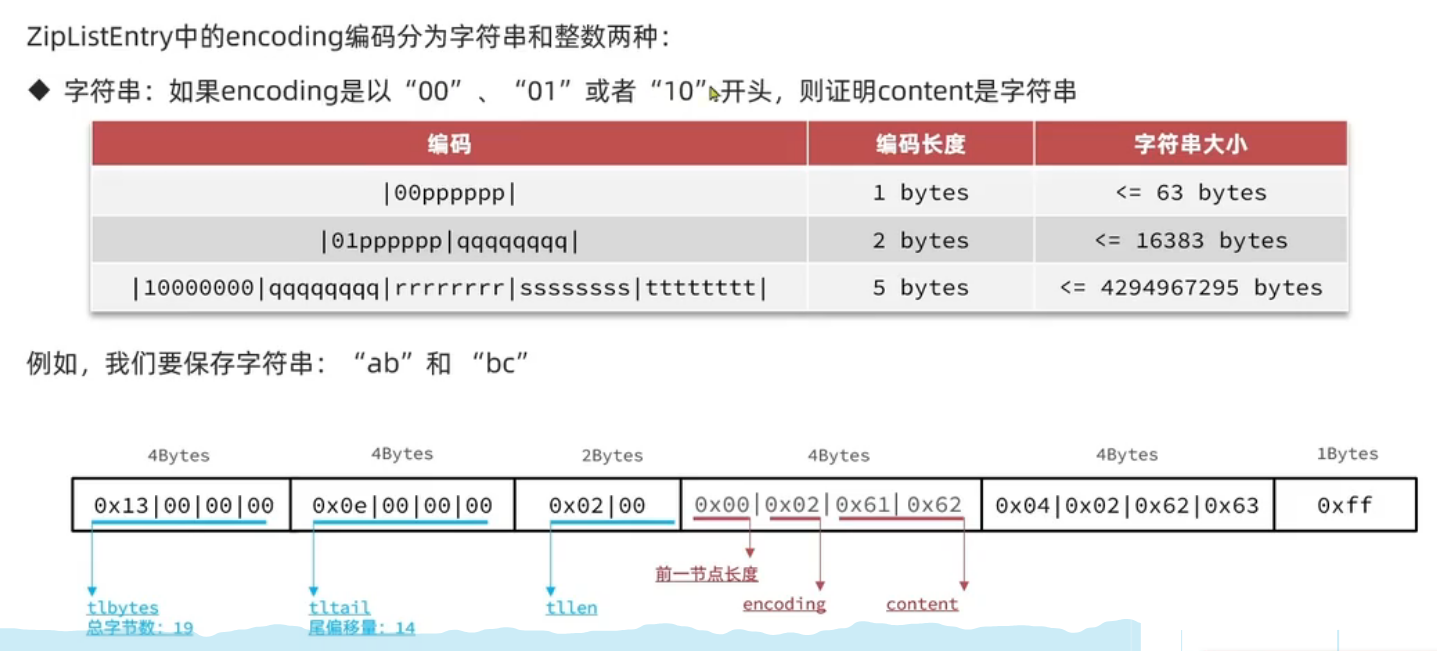 ZipListEntry中的encoding编码分为字符串和整数两种：
◆ 字符串：如果encoding是以“00”、“01”或者“10”开头，则证明content是字符串
编码 编码长度 字符串大小
|00pppppp| 1 bytes <= 63 bytes
|01pppppp|qqqqqqqq| 2 bytes <= 16383 bytes
|10000000|qqqqqqqq|rrrrrrrr|ssssssss|tttttttt| 5 bytes <= 4294967295 bytes
例如，我们要保存字符串：“ab”和 “bc”
4Bytes 4Bytes 2Bytes 4Bytes 4Bytes 1Bytes
0x13|00|00|00 0x0e|00|00|00 0x02|00 0x00|0x02|0x61|0x62 0x04|0x02|0x62|0x63 0xff
前一节点长度
tlbytes tltail tllen encoding content
总字节数：19 尾偏移量：14